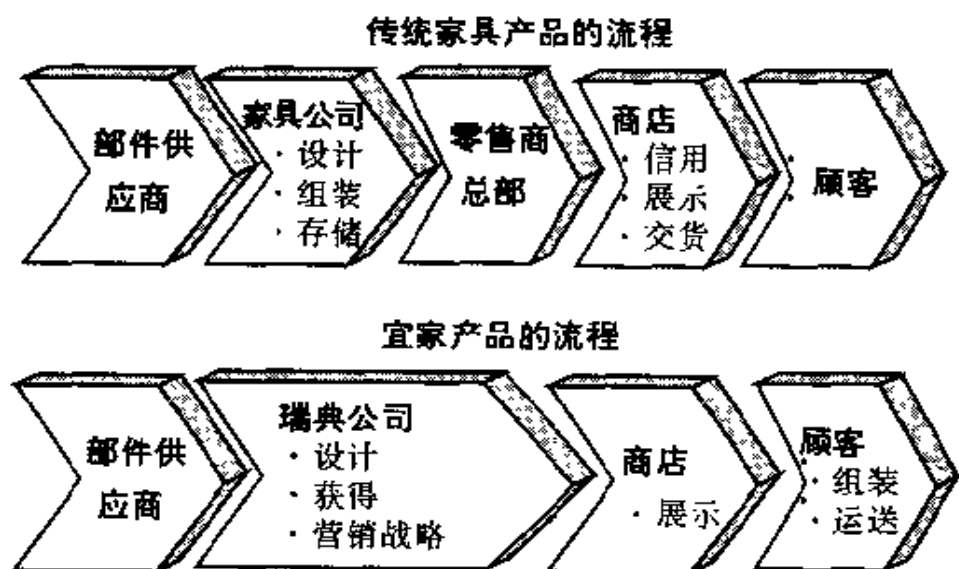 传统家具产品的流程
部件供
应商
家具公司
· 设计
· 组装
· 存储
零售商
总部
商店
· 信用
· 展示
· 交货
顾客
宜家产品的流程
部件供
应商
瑞典公司
· 设计
· 获得
· 营销战略
商店
· 展示
顾客
· 组装
· 运送